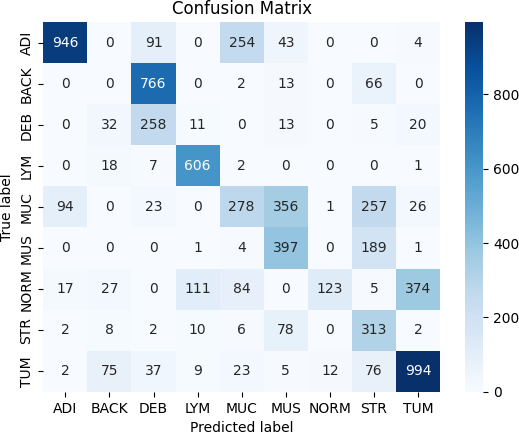 Confusion Matrix
ADI 946 0 91 0 254 43 0 0 4
BACK 0 0 766 0 2 13 0 66 0
DEB 0 32 258 11 0 13 0 5 20
LYM 0 18 7 606 2 0 0 0 1
MUC 94 0 23 0 278 356 1 257 26
MUS 0 0 0 1 4 397 0 189 1
NORM 17 27 0 111 84 0 123 5 374
STR 2 8 2 10 6 78 0 313 2
TUM 2 75 37 9 23 5 12 76 994
ADI BACK DEB LYM MUC MUS NORM STR TUM
Predicted label
True label
800
600
400
200
0